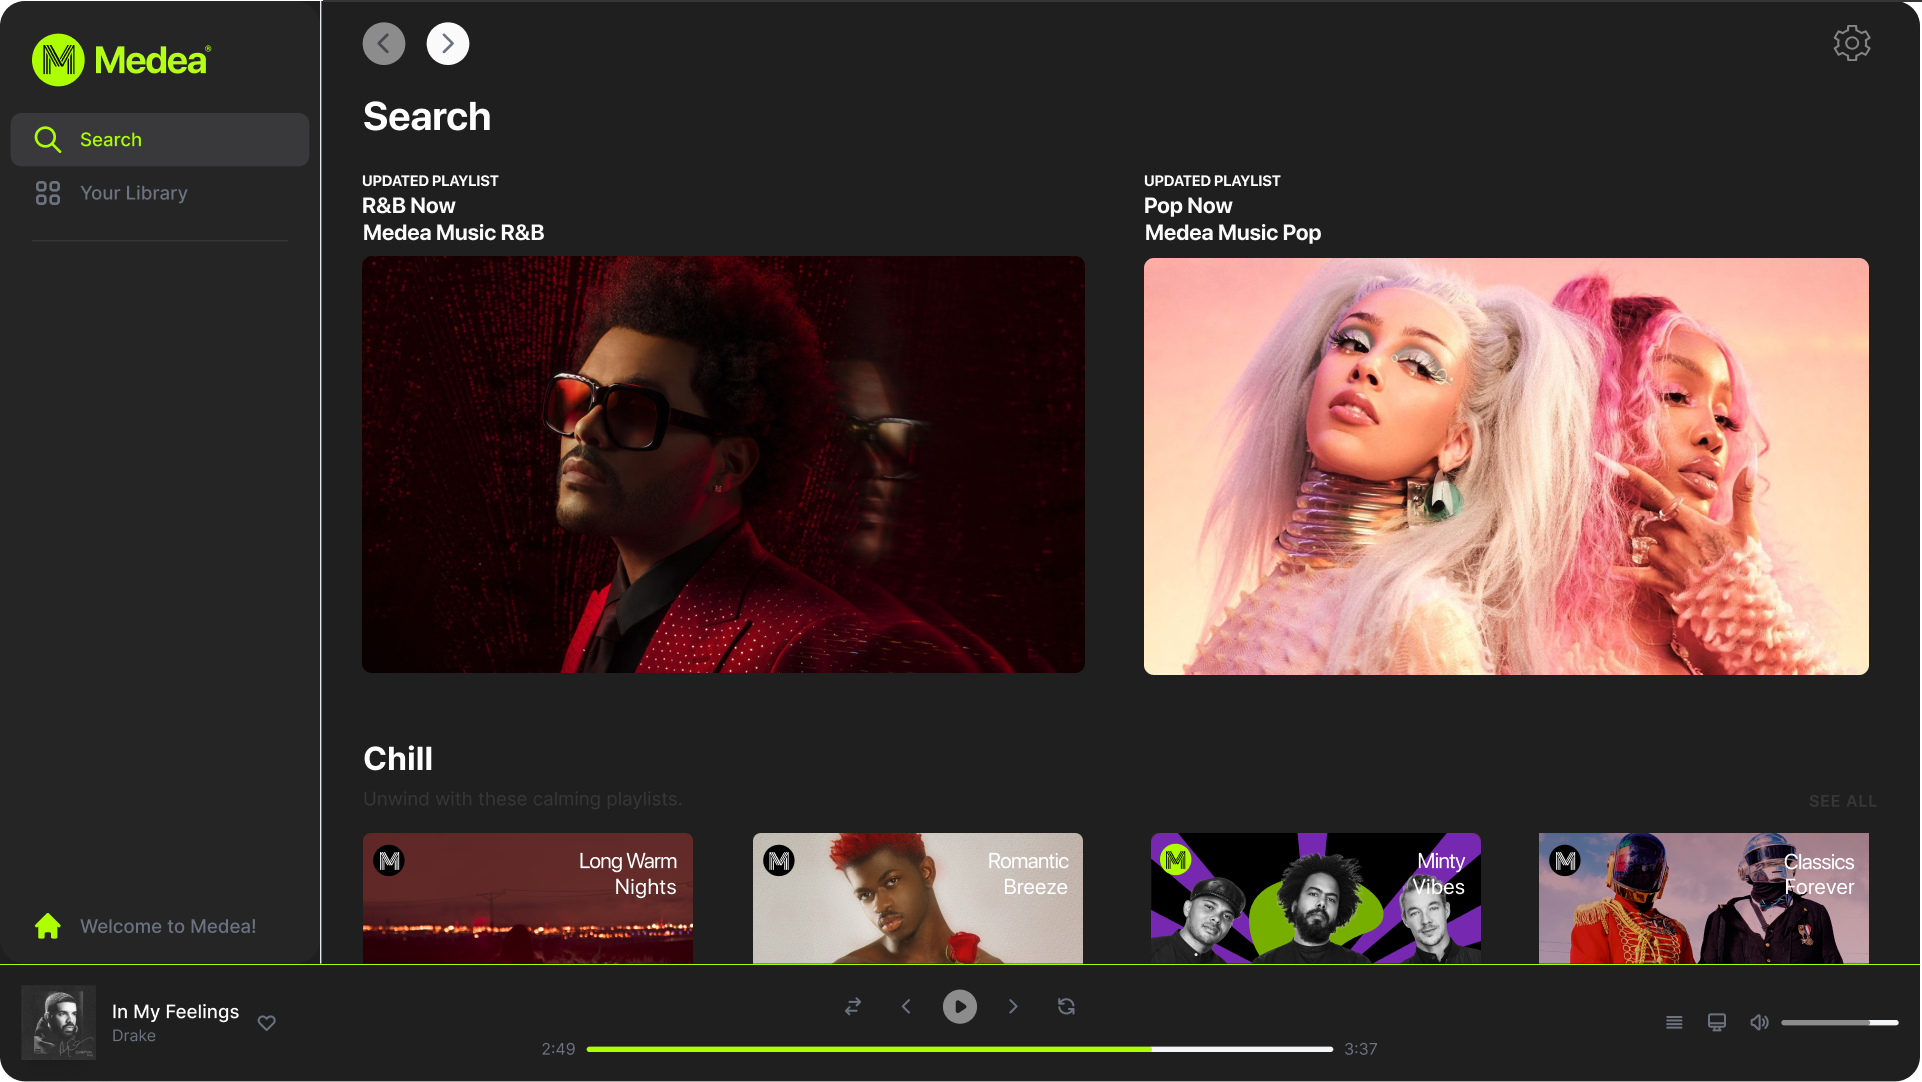 Medea®
Search
Your Library
Welcome to Medea!
Search
UPDATED PLAYLIST
R&B Now
Medea Music R&B
UPDATED PLAYLIST
Pop Now
Medea Music Pop
Chill
Unwind with these calming playlists.
SEE ALL
Long Warm
Nights
Romantic
Breeze
Minty
Vibes
Classics
Forever
In My Feelings
Drake
2:49
3:37